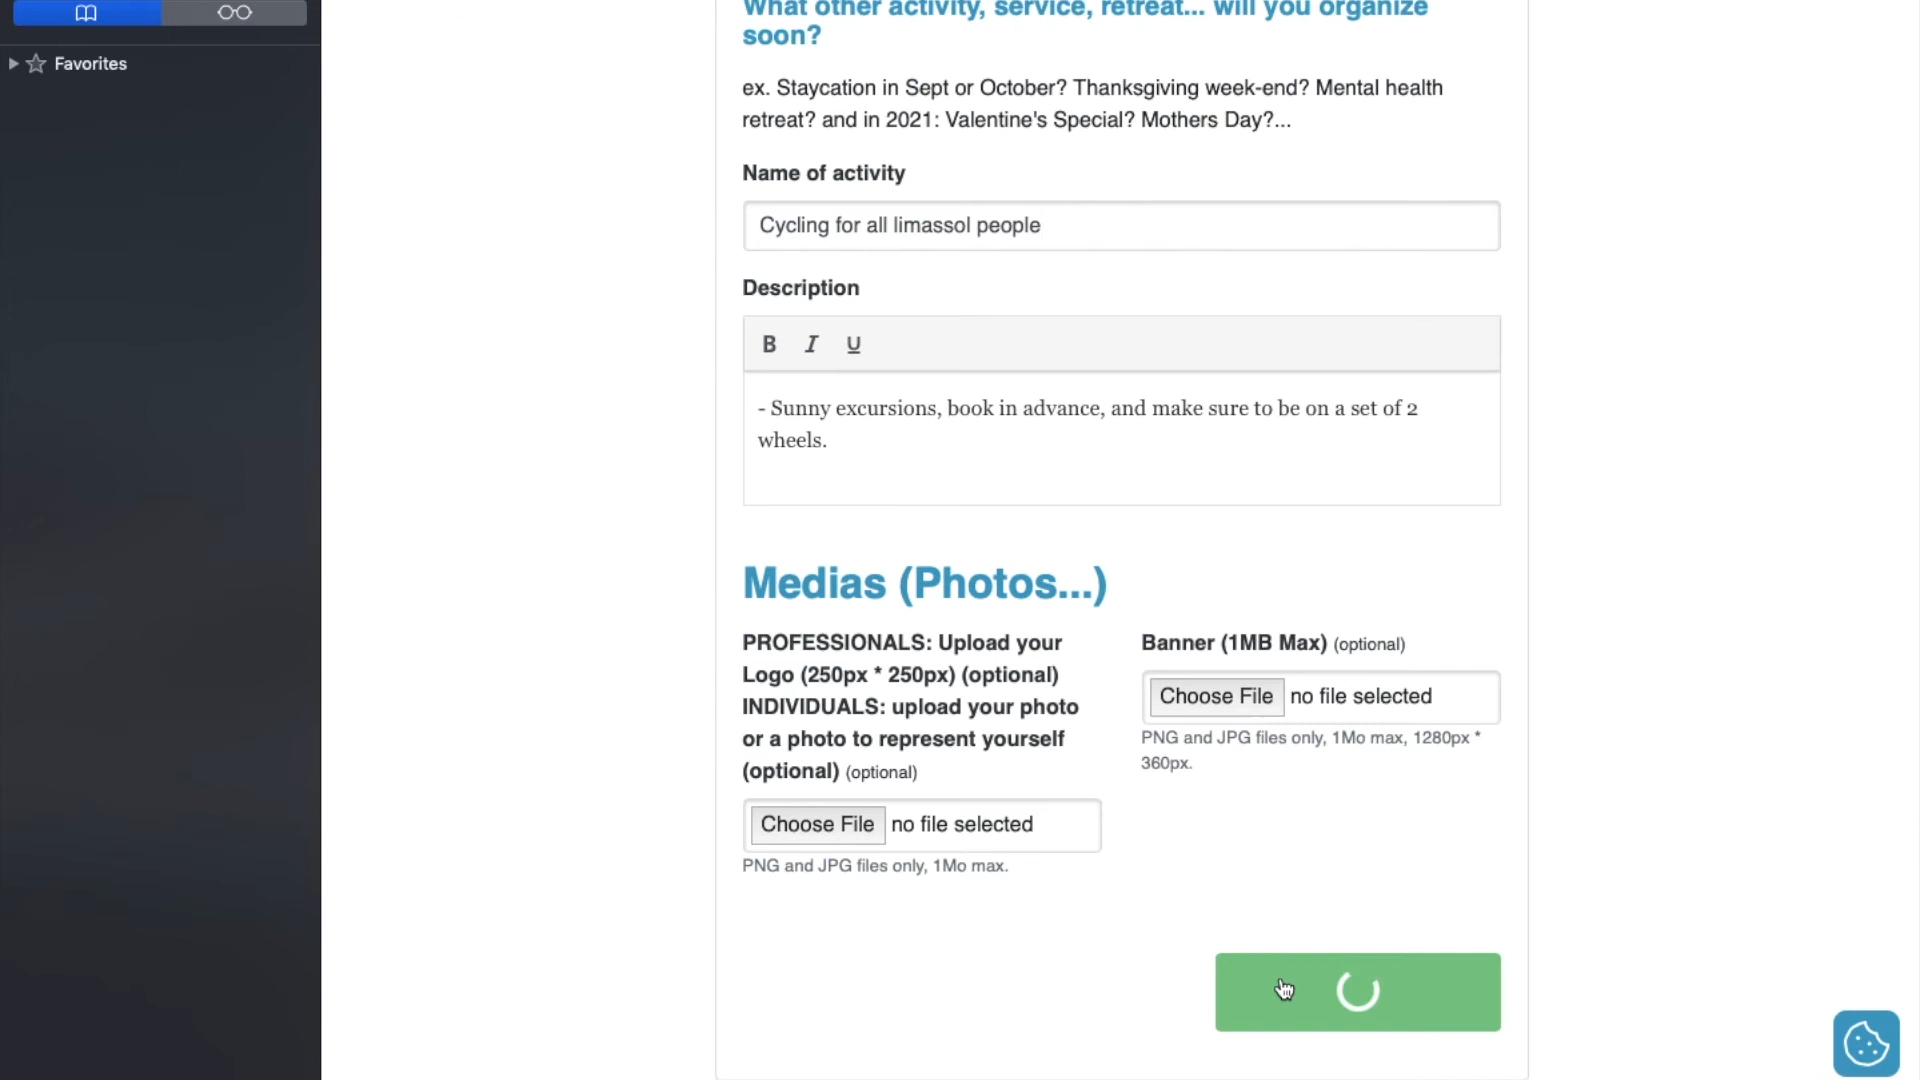 Favorites
What other activity, service, retreat... will you organize
soon?
ex. Staycation in Sept or October? Thanksgiving week-end? Mental health
retreat? and in 2021: Valentine's Special? Mothers Day?...
Name of activity
Cycling for all limassol people
Description
B I U
- Sunny excursions, book in advance, and make sure to be on a set of 2
wheels.
Medias (Photos...)
PROFESSIONALS: Upload your
Logo (250px * 250px) (optional)
INDIVIDUALS: upload your photo
or a photo to represent yourself
(optional) (optional)
Choose File no file selected
PNG and JPG files only, 1Mo max.
Banner (1MB Max) (optional)
Choose File no file selected
PNG and JPG files only, 1Mo max, 1280px *
360px.